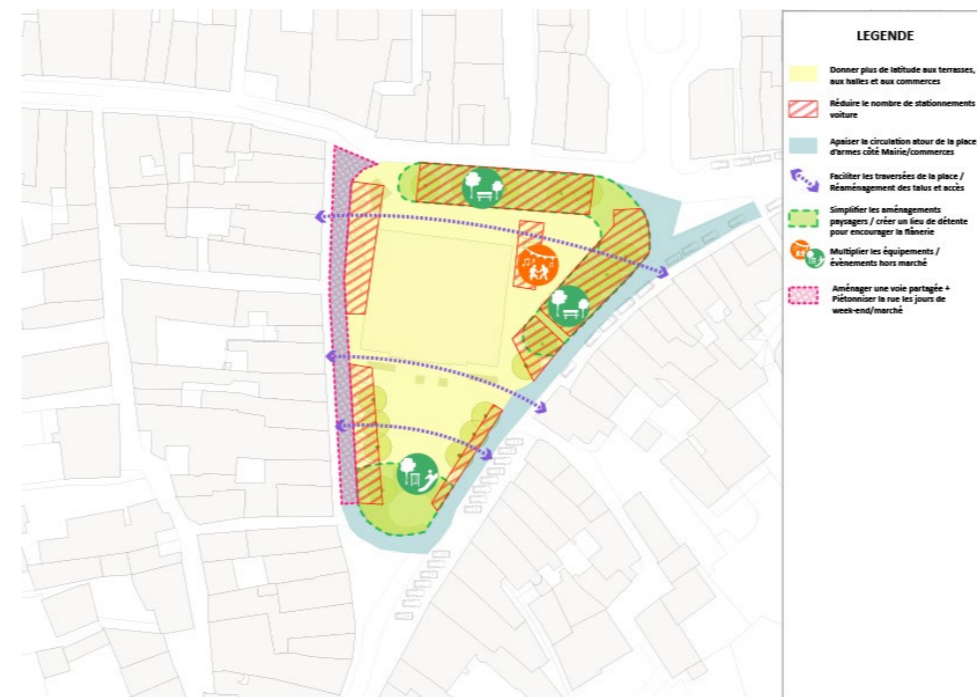 LEGENDE
Donner plus de latitude aux terrasses,
aux halles et aux commerces
Réduire le nombre de stationnements
voiture
Apaiser la circulation atour de la place
d'armes côté Mairie/commerces
Faciliter les traversées de la place /
Réaménagement des talus et accès
Simplifier les aménagements
paysagers / créer un lieu de détente
pour encourager la flânerie
Multiplier les équipements /
évènements hors marché
Aménager une voie partagée +
Piétonniser la rue les jours de
week-end/marché